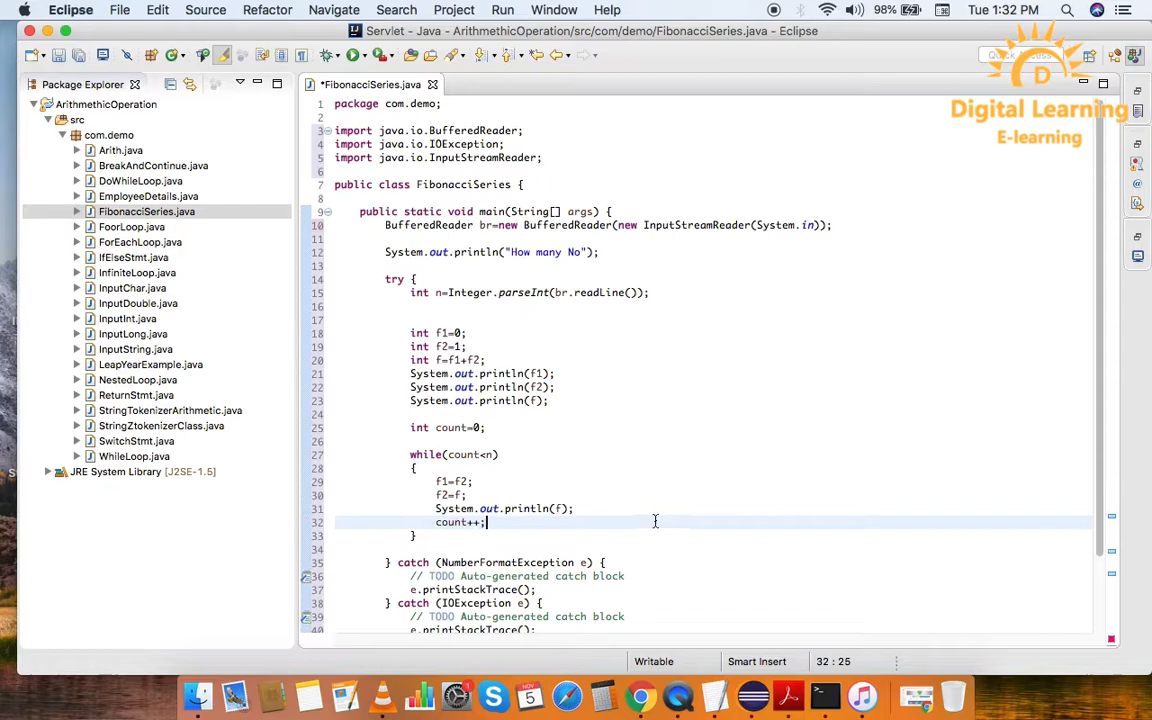 Eclipse File Edit Source Refactor Navigate Search Project Run Window Help 98% Tue 1:32 PM
Servlet - Java - ArithmethicOperation/src/com/demo/FibonacciSeries.java - Eclipse
Digital Learning
E-learning
Package Explorer
ArithmethicOperation
src
com.demo
Arith.java
BreakAndContinue.java
DoWhileLoop.java
EmployeeDetails.java
FibonacciSeries.java
FoorLoop.java
ForEachLoop.java
IfElseStmt.java
InfiniteLoop.java
InputChar.java
InputDouble.java
InputInt.java
InputLong.java
InputString.java
LeapYearExample.java
NestedLoop.java
ReturnStmt.java
StringTokenizerArithmetic.java
StringZtokenizerClass.java
SwitchStmt.java
WhileLoop.java
JRE System Library [J2SE-1.5]
*FibonacciSeries.java
1 package com.demo;
2
3 import java.io.BufferedReader;
4 import java.io.IOException;
5 import java.io.InputStreamReader;
6
7 public class FibonacciSeries {
8
9 public static void main(String[] args) {
10 BufferedReader br=new BufferedReader(new InputStreamReader(System.in));
11
12 System.out.println("How many No");
13
14 try {
15 int n=Integer.parseInt(br.readLine());
16
17
18 int f1=0;
19 int f2=1;
20 int f=f1+f2;
21 System.out.println(f1);
22 System.out.println(f2);
23 System.out.println(f);
24
25 int count=0;
26
27 while(count<n)
28 {
29 f1=f2;
30 f2=f;
31 System.out.println(f);
32 count++;
33 }
34
35 } catch (NumberFormatException e) {
36 // TODO Auto-generated catch block
37 e.printStackTrace();
38 } catch (IOException e) {
39 // TODO Auto-generated catch block
40 e.printStackTrace();
Writable Smart Insert 32 : 25
NOV
5